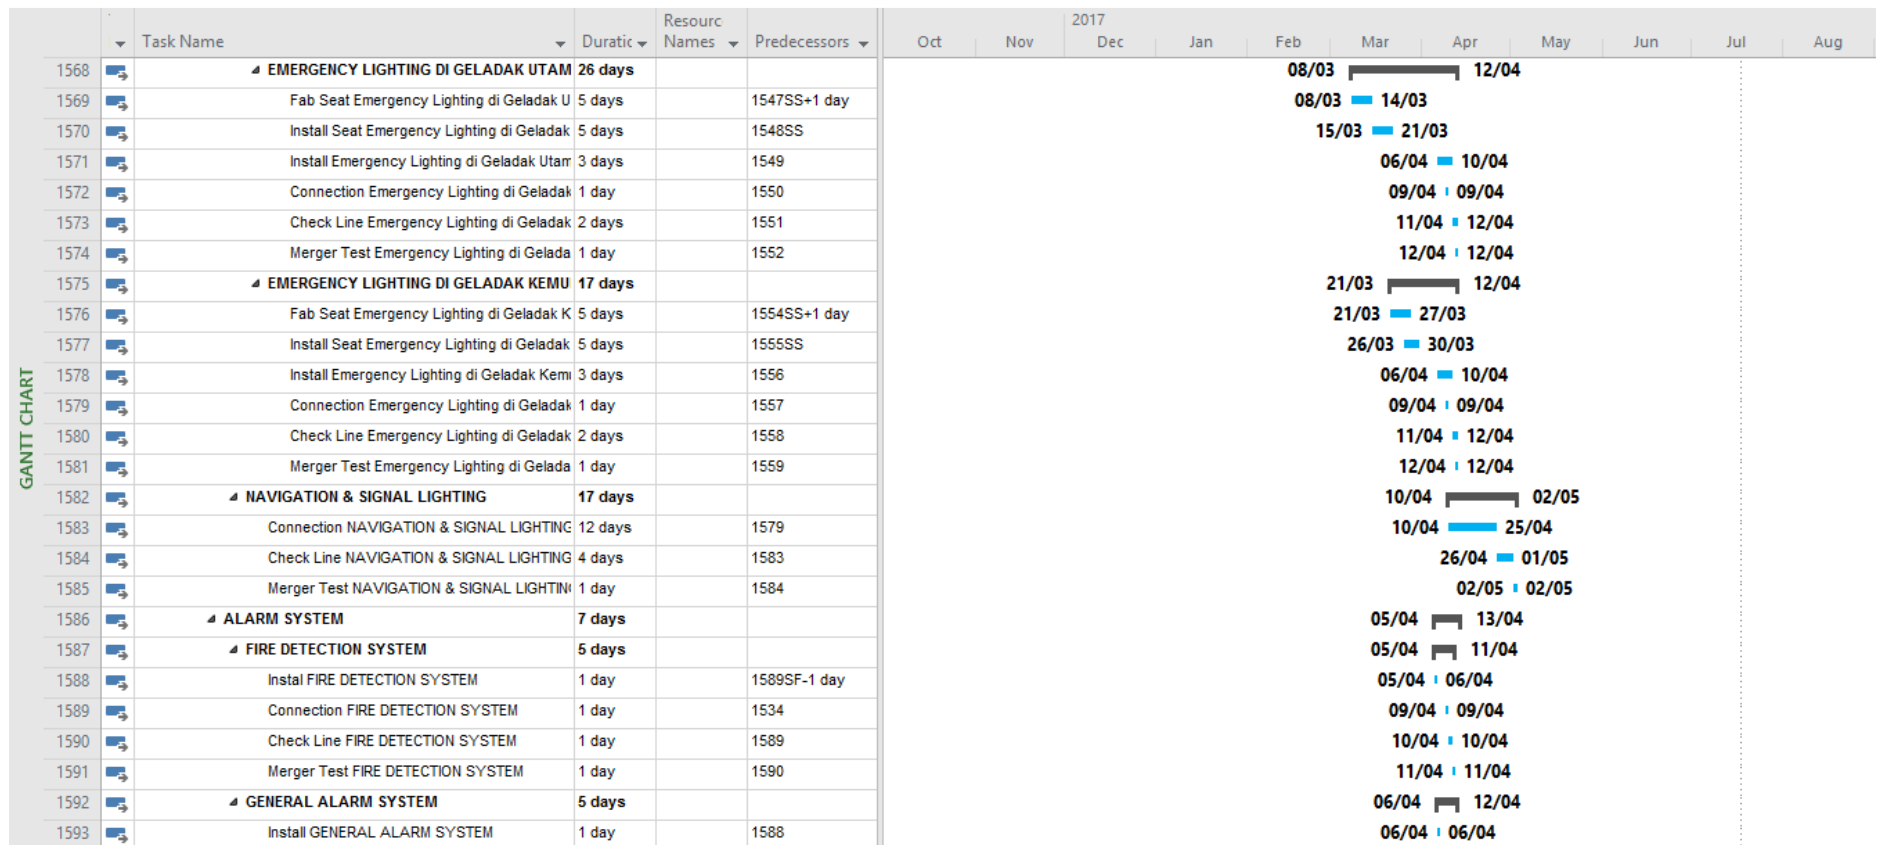 Resourc 2017
Task Name Duratic Names Predecessors Oct Nov Dec Jan Feb Mar Apr May Jun Jul Aug
1568 EMERGENCY LIGHTING DI GELADAK UTAM 26 days 08/03 12/04
1569 Fab Seat Emergency Lighting di Geladak U 5 days 1547SS+1 day 08/03 14/03
1570 Install Seat Emergency Lighting di Geladak 5 days 1548SS 15/03 21/03
1571 Install Emergency Lighting di Geladak Utam 3 days 1549 06/04 10/04
1572 Connection Emergency Lighting di Geladak 1 day 1550 09/04 09/04
1573 Check Line Emergency Lighting di Geladak 2 days 1551 11/04 12/04
1574 Merger Test Emergency Lighting di Gelada 1 day 1552 12/04 12/04
1575 EMERGENCY LIGHTING DI GELADAK KEMU 17 days 21/03 12/04
1576 Fab Seat Emergency Lighting di Geladak K 5 days 1554SS+1 day 21/03 27/03
1577 Install Seat Emergency Lighting di Geladak 5 days 1555SS 26/03 30/03
1578 Install Emergency Lighting di Geladak Kemu 3 days 1556 06/04 10/04
1579 Connection Emergency Lighting di Geladak 1 day 1557 09/04 09/04
1580 Check Line Emergency Lighting di Geladak 2 days 1558 11/04 12/04
1581 Merger Test Emergency Lighting di Gelada 1 day 1559 12/04 12/04
1582 NAVIGATION & SIGNAL LIGHTING 17 days 10/04 02/05
1583 Connection NAVIGATION & SIGNAL LIGHTING 12 days 1579 10/04 25/04
1584 Check Line NAVIGATION & SIGNAL LIGHTING 4 days 1583 26/04 01/05
1585 Merger Test NAVIGATION & SIGNAL LIGHTIN 1 day 1584 02/05 02/05
1586 ALARM SYSTEM 7 days 05/04 13/04
1587 FIRE DETECTION SYSTEM 5 days 05/04 11/04
1588 Instal FIRE DETECTION SYSTEM 1 day 1589SF-1 day 05/04 06/04
1589 Connection FIRE DETECTION SYSTEM 1 day 1534 09/04 09/04
1590 Check Line FIRE DETECTION SYSTEM 1 day 1589 10/04 10/04
1591 Merger Test FIRE DETECTION SYSTEM 1 day 1590 11/04 11/04
1592 GENERAL ALARM SYSTEM 5 days 06/04 12/04
1593 Install GENERAL ALARM SYSTEM 1 day 1588 06/04 06/04
GANTT CHART